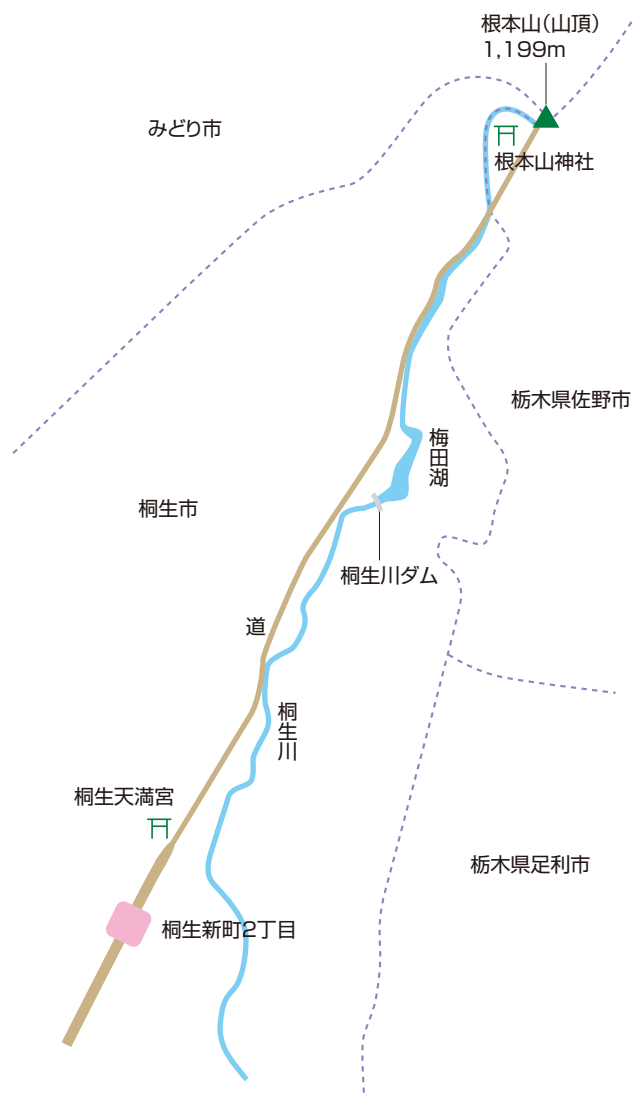 根本山(山頂)
1,199m
みどり市
根本山神社
栃木県佐野市
梅田湖
桐生市
桐生川ダム
道
桐生川
桐生天満宮
栃木県足利市
桐生新町2丁目